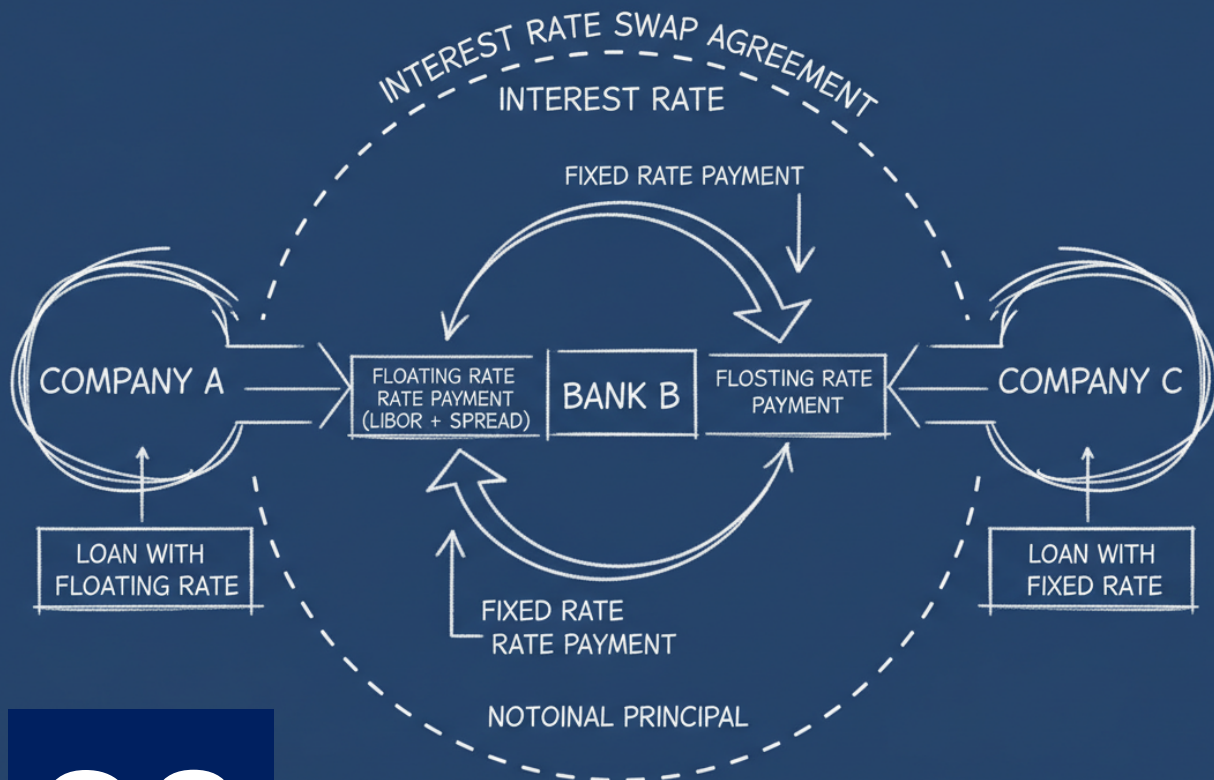 INTEREST RATE SWAP AGREEMENT
INTEREST RATE
FIXED RATE PAYMENT
COMPANY A
FLOATING RATE
RATE PAYMENT
(LIBOR + SPREAD)
BANK B
FLOSTING RATE
PAYMENT
COMPANY C
LOAN WITH
FLOATING RATE
LOAN WITH
FIXED RATE
FIXED RATE
RATE PAYMENT
NOTOINAL PRINCIPAL